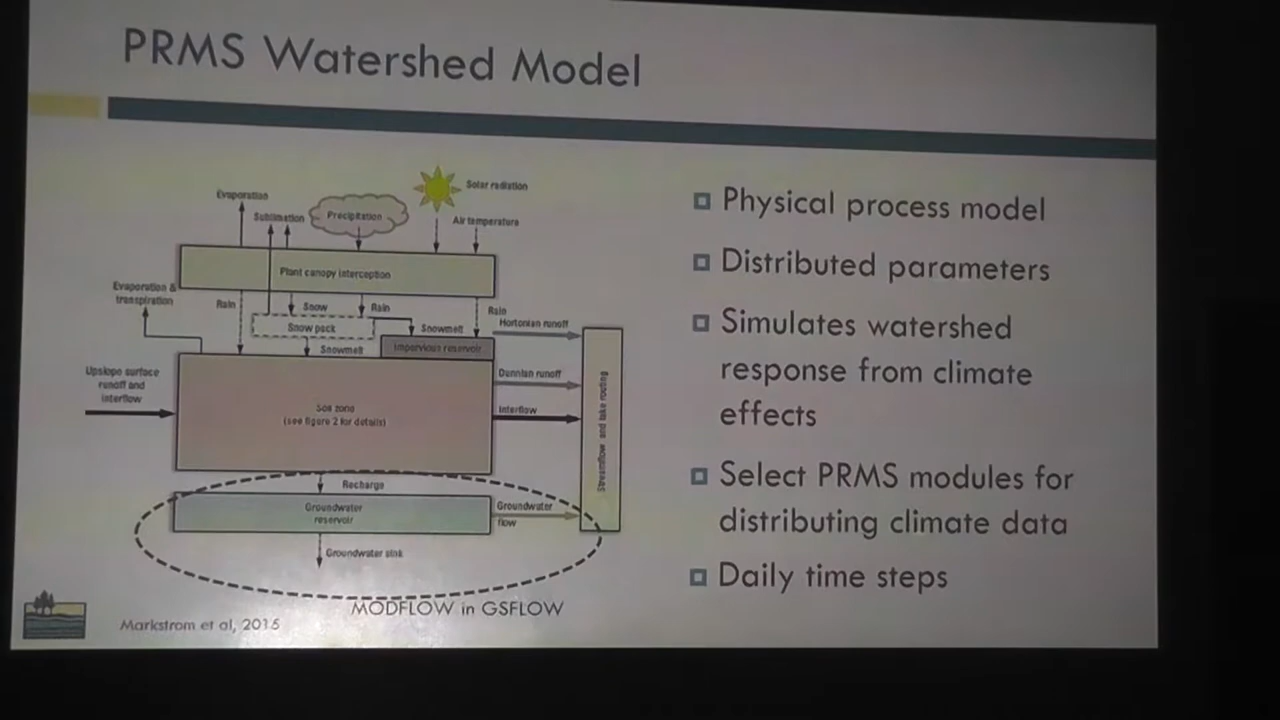 PRMS Watershed Model
Solar radiation
Evaporation
Sublimation
Precipitation
Air temperature
Plant canopy interception
Evaporation &
transpiration
Rain
Snow
Rain
Rain
Hortonian runoff
Snow pack
Snowmelt
Snowmelt
Impervious reservoir
Upslope surface
runoff and
interflow
Dunnian runoff
Soil zone
(see figure 2 for details)
Interflow
Streamflow and lake routing
Recharge
Groundwater
reservoir
Groundwater
flow
Groundwater sink
MODFLOW in GSFLOW
Markstrom et al, 2015
Physical process model
Distributed parameters
Simulates watershed
response from climate
effects
Select PRMS modules for
distributing climate data
Daily time steps